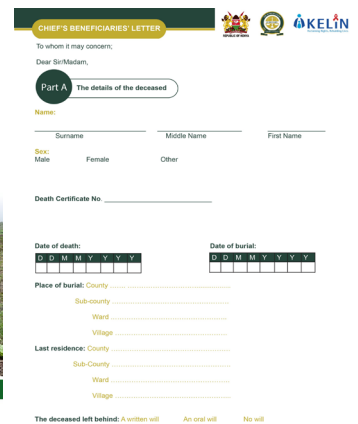 CHIEF'S BENEFICIARIES' LETTER
REPUBLIC OF KENYA
KELIN
To whom it may concern;
Dear Sir/Madam,
Part A The details of the deceased
Name:
Surname Middle Name First Name
Sex:
Male Female Other
Death Certificate No.
Date of death: Date of burial:
D D M M Y Y Y Y D D M M Y Y Y Y
Place of burial: County
Sub-county
Ward
Village
Last residence: County
Sub-County
Ward
Village
The deceased left behind: A written will An oral will No will